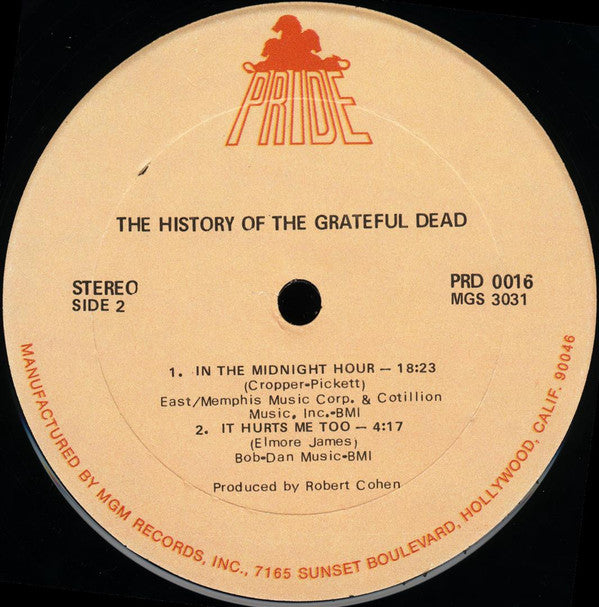 PRIDE
THE HISTORY OF THE GRATEFUL DEAD
STEREO
SIDE 2
PRD 0016
MGS 3031
1. IN THE MIDNIGHT HOUR — 18:23
(Cropper-Pickett)
East/Memphis Music Corp. & Cotillion
Music, Inc.-BMI
2. IT HURTS ME TOO — 4:17
(Elmore James)
Bob-Dan Music-BMI
Produced by Robert Cohen
MANUFACTURED BY MGM RECORDS, INC., 7165 SUNSET BOULEVARD, HOLLYWOOD, CALIF. 90046